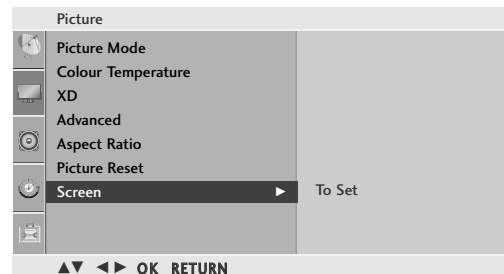 Picture
Picture Mode
Colour Temperature
XD
Advanced
Aspect Ratio
Picture Reset
Screen ► To Set
▲▼ ◄► OK RETURN